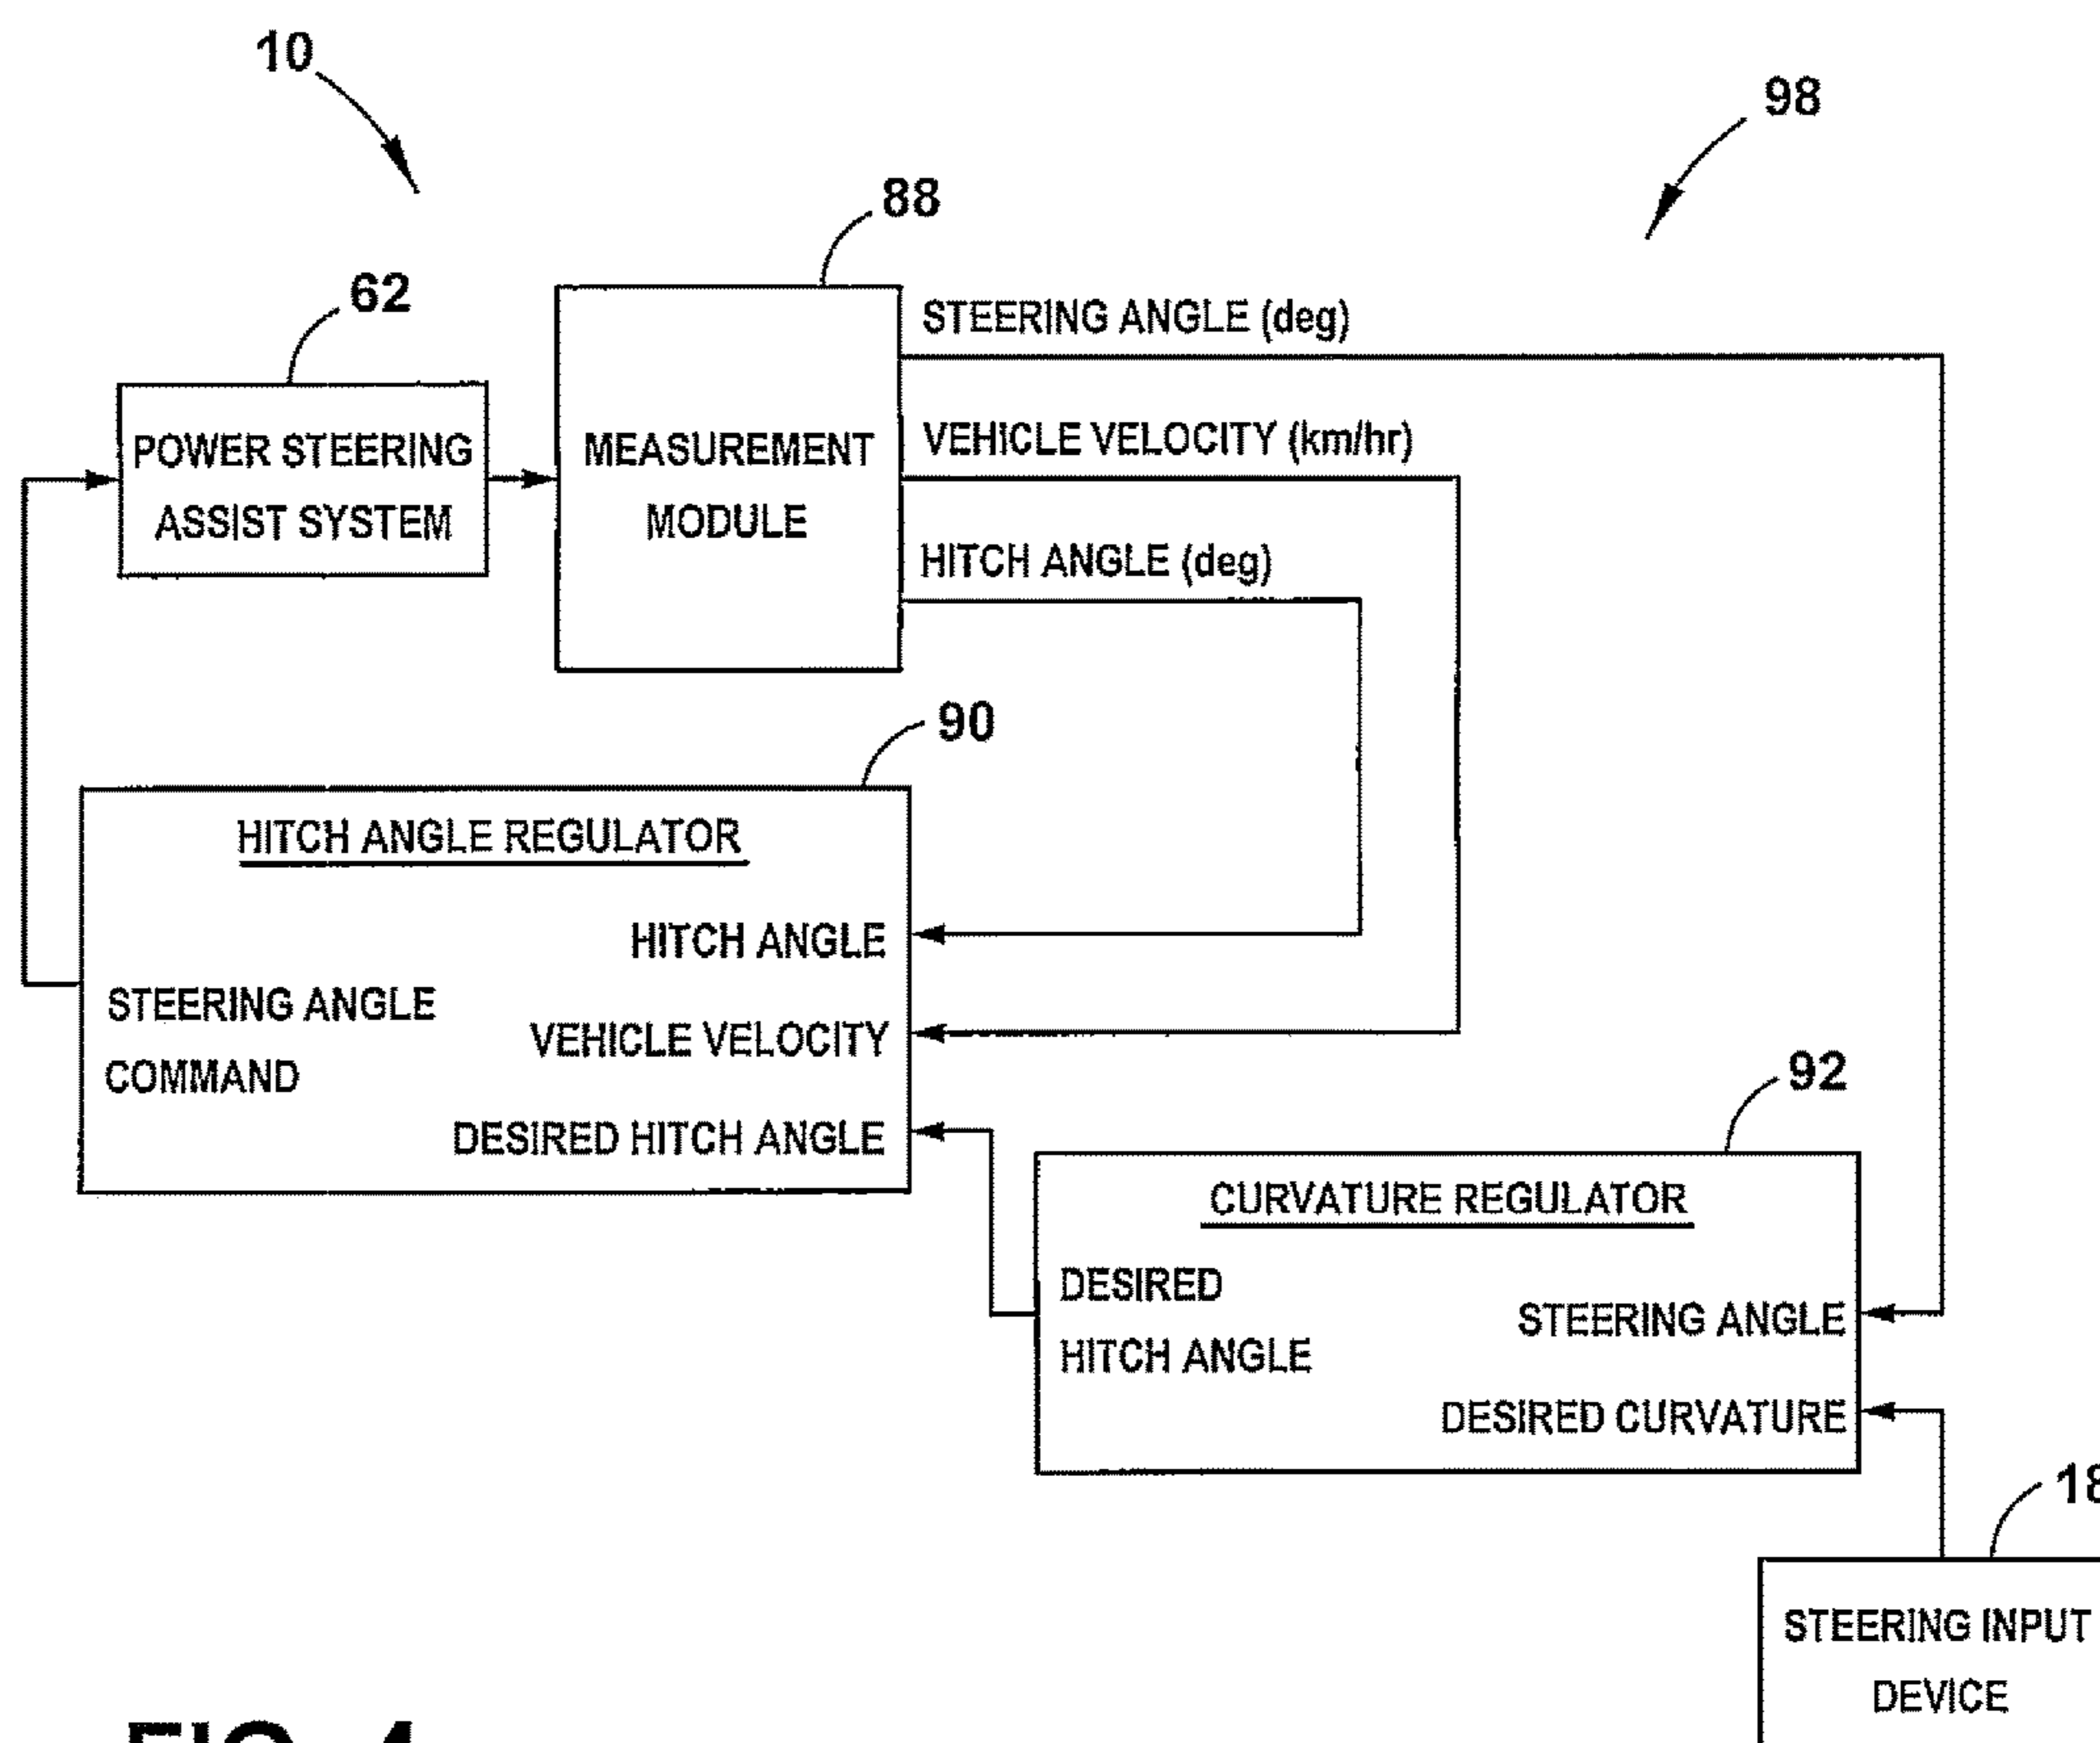 10
98
88
62
STEERING ANGLE (deg)
VEHICLE VELOCITY (km/hr)
HITCH ANGLE (deg)
POWER STEERING
ASSIST SYSTEM
MEASUREMENT
MODULE
90
HITCH ANGLE REGULATOR
HITCH ANGLE
STEERING ANGLE
COMMAND
VEHICLE VELOCITY
DESIRED HITCH ANGLE
92
CURVATURE REGULATOR
DESIRED
HITCH ANGLE
STEERING ANGLE
DESIRED CURVATURE
18
STEERING INPUT
DEVICE